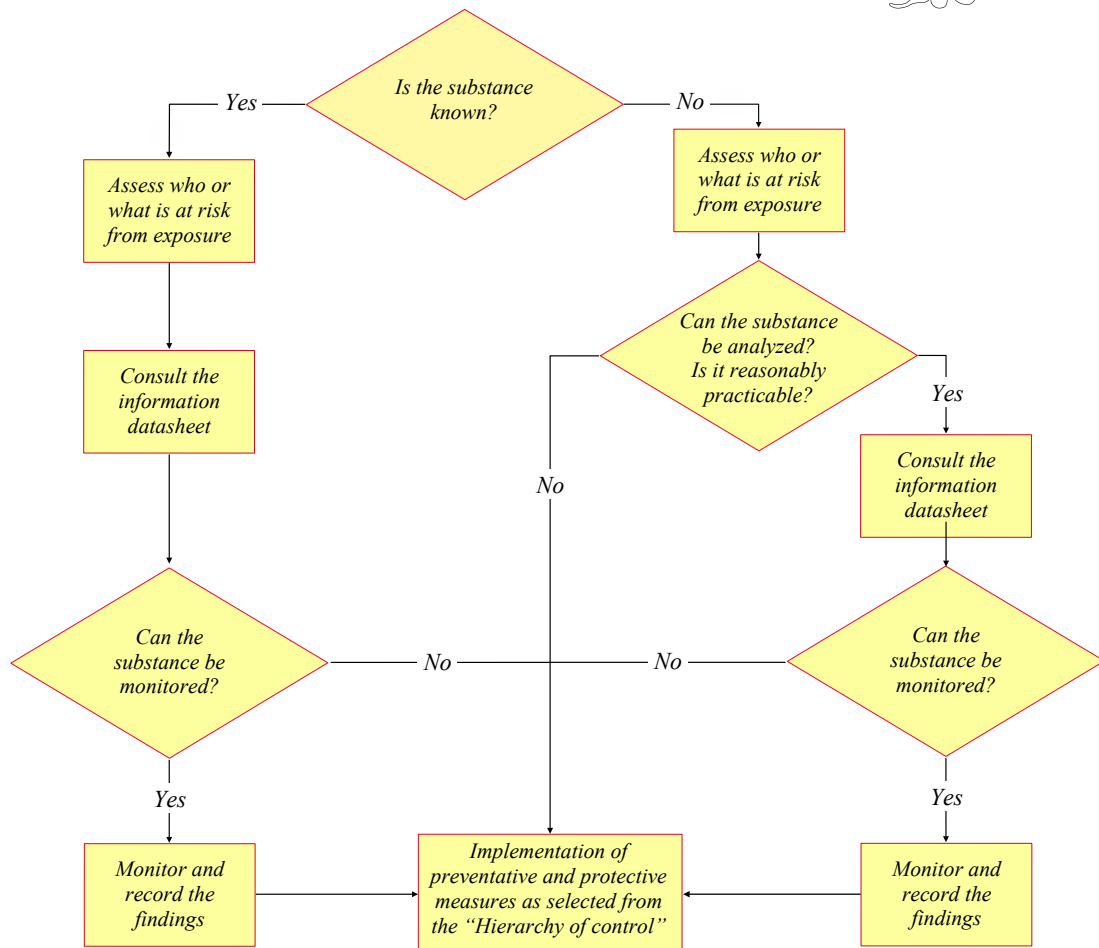 Is the substance
known?
Yes
No
Assess who or
what is at risk
from exposure
Assess who or
what is at risk
from exposure
Can the substance
be analyzed?
Is it reasonably
practicable?
Consult the
information
datasheet
Yes
No
Consult the
information
datasheet
Can the
substance be
monitored?
No
No
Can the
substance be
monitored?
Yes
Yes
Monitor and
record the
findings
Implementation of
preventative and protective
measures as selected from
the “Hierarchy of control”
Monitor and
record the
findings